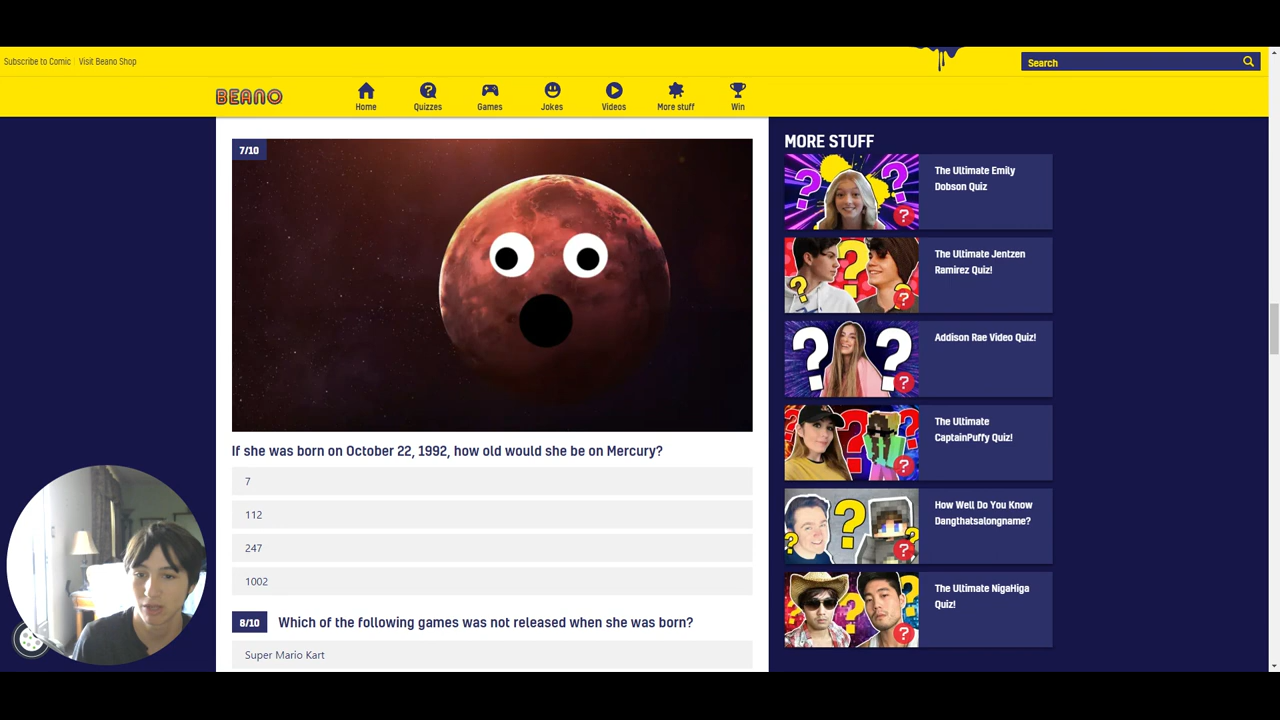 Subscribe to Comic
Visit Beano Shop
Search
BEANO
Home
Quizzes
Games
Jokes
Videos
More stuff
Win
7/10
If she was born on October 22, 1992, how old would she be on Mercury?
7
112
247
1002
8/10
Which of the following games was not released when she was born?
Super Mario Kart
MORE STUFF
The Ultimate Emily
Dobson Quiz
The Ultimate Jentzen
Ramirez Quiz!
Addison Rae Video Quiz!
The Ultimate
CaptainPuffy Quiz!
How Well Do You Know
Dangthatsalongname?
The Ultimate NigaHiga
Quiz!